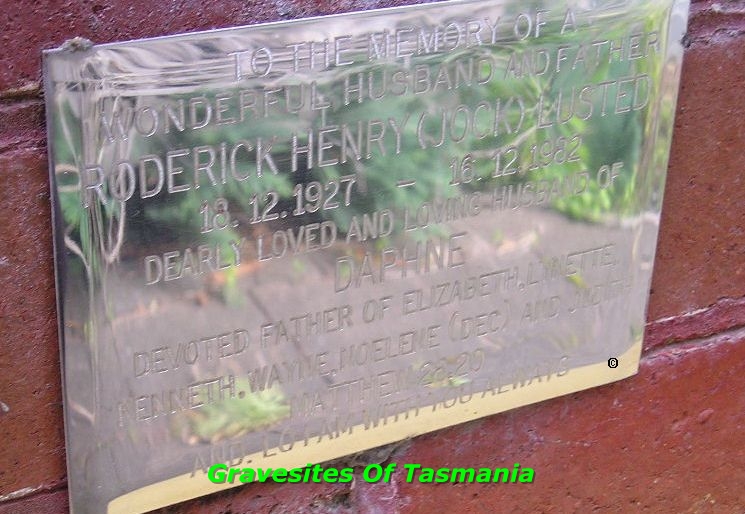 TO THE MEMORY OF A
WONDERFUL HUSBAND AND FATHER
RODERICK HENRY (JOCK) LUSTED
18.12.1927 – 16.12.1982
DEARLY LOVED AND LOVING HUSBAND OF
DAPHNE
DEVOTED FATHER OF ELIZABETH, LYNETTE,
KENNETH, WAYNE, NOELENE (DEC) AND JUDITH
MATTHEW 28:20
AND, LO I AM WITH YOU ALWAYS
©
Gravesites Of Tasmania